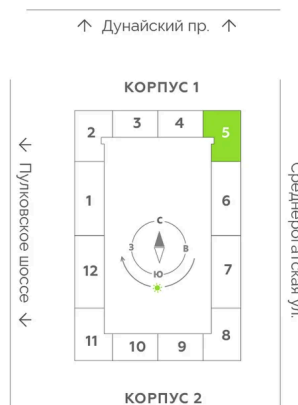 ↑ Дунайский пр. ↑
КОРПУС 1
2 3 4 5
← Пулковское шоссе ←
Среднерогатская ул.
1 6
С
З В
Ю
12 7
11 10 9 8
КОРПУС 2